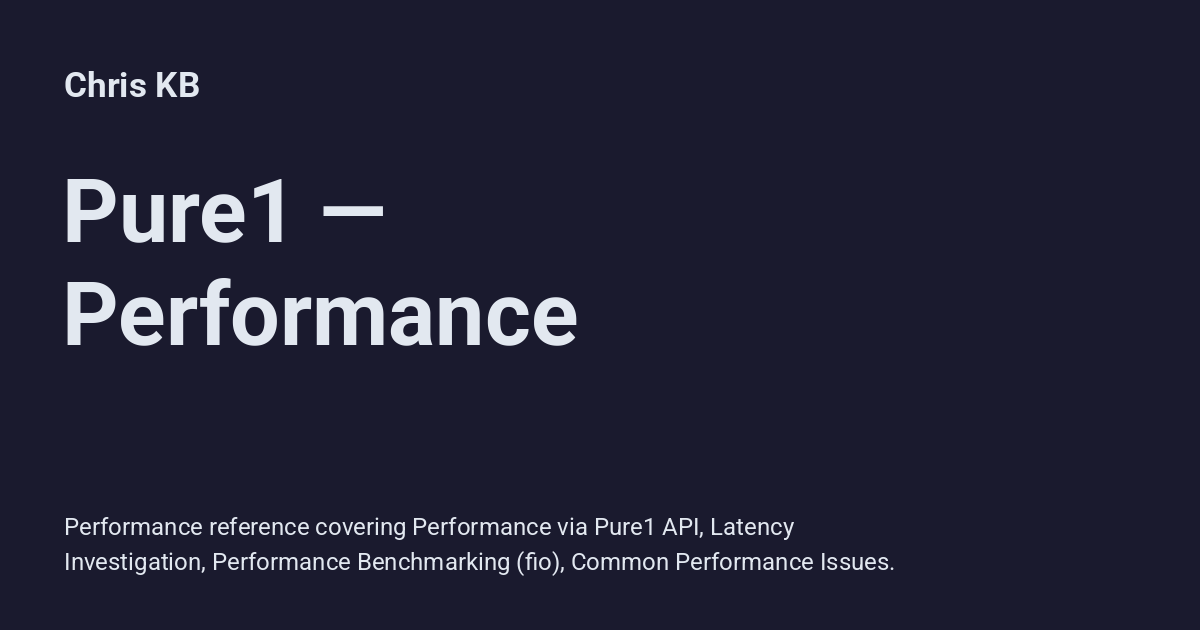 Chris KB
Pure1 —
Performance
Performance reference covering Performance via Pure1 API, Latency
Investigation, Performance Benchmarking (fio), Common Performance Issues.